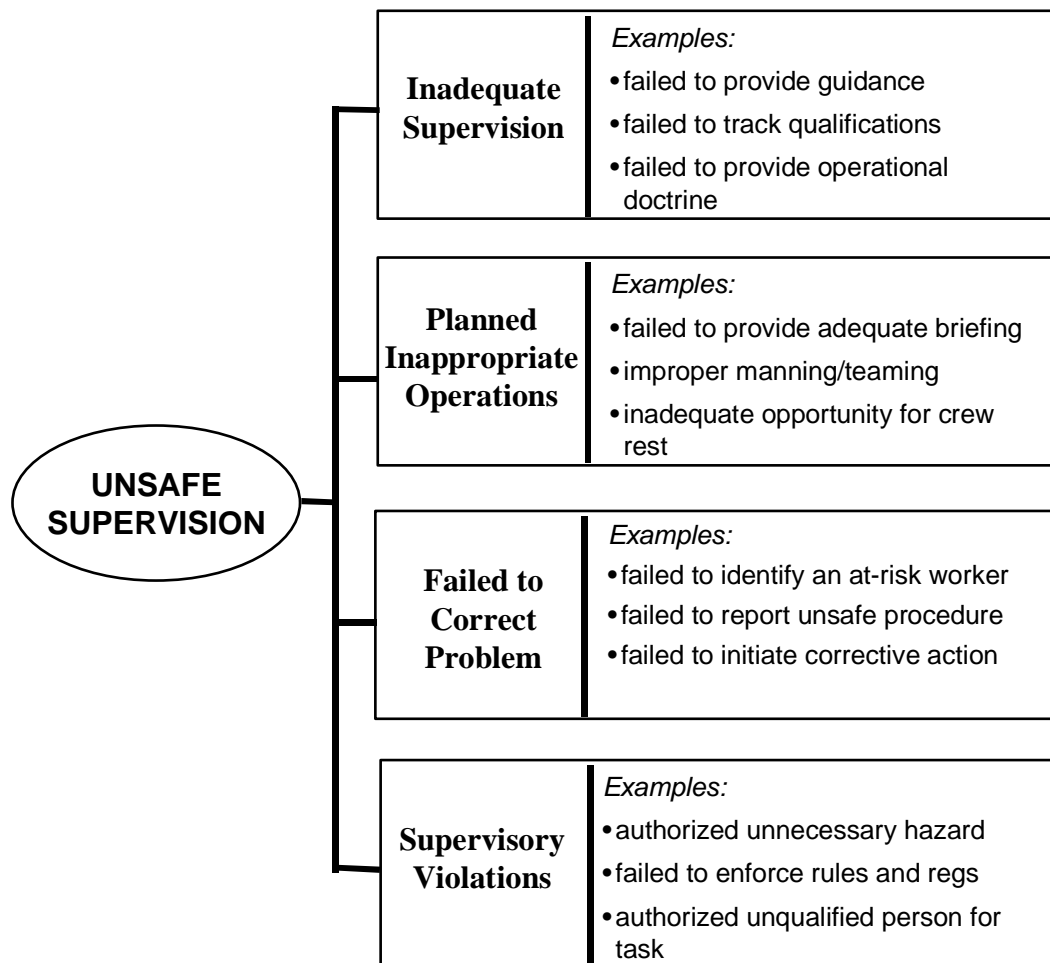 Inadequate
Supervision
Examples:
•failed to provide guidance
•failed to track qualifications
•failed to provide operational
doctrine
Planned
Inappropriate
Operations
Examples:
•failed to provide adequate briefing
•improper manning/teaming
•inadequate opportunity for crew
rest
UNSAFE
SUPERVISION
Failed to
Correct
Problem
Examples:
•failed to identify an at-risk worker
•failed to report unsafe procedure
•failed to initiate corrective action
Supervisory
Violations
Examples:
•authorized unnecessary hazard
•failed to enforce rules and regs
•authorized unqualified person for
task